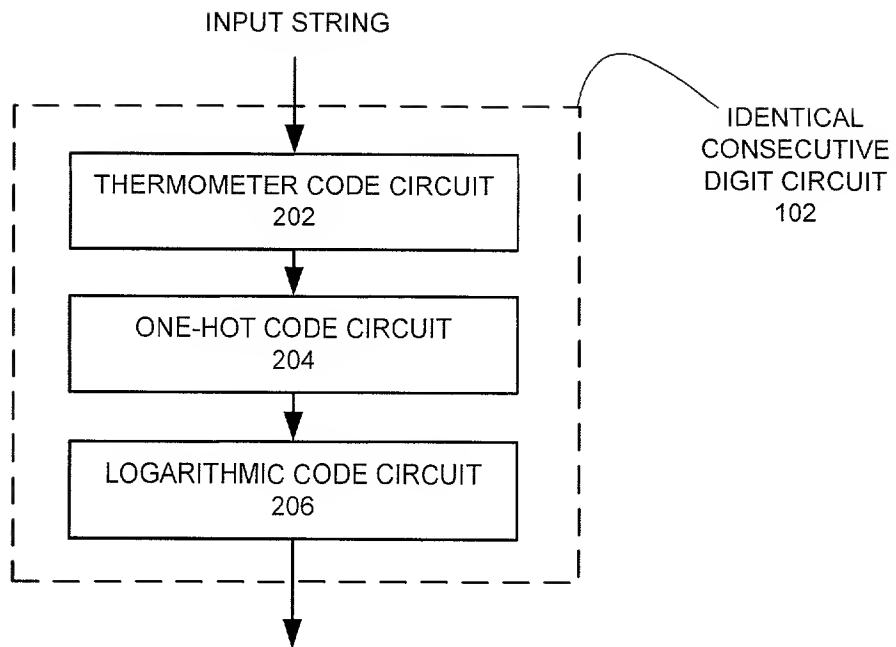 INPUT STRING
IDENTICAL
CONSECUTIVE
DIGIT CIRCUIT
102
THERMOMETER CODE CIRCUIT
202
ONE-HOT CODE CIRCUIT
204
LOGARITHMIC CODE CIRCUIT
206